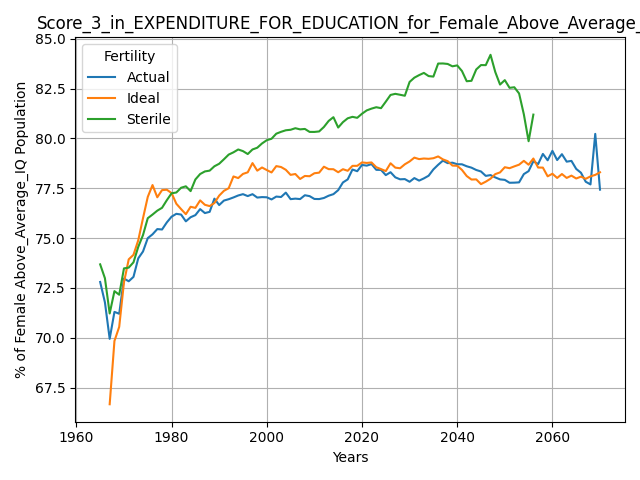 Score_3_in_EXPENDITURE_FOR_EDUCATION_for_Female_Above_Average_
85.0
82.5
80.0
77.5
75.0
72.5
70.0
67.5
% of Female Above_Average_IQ Population
Fertility
Actual
Ideal
Sterile
1960
1980
2000
2020
2040
2060
Years